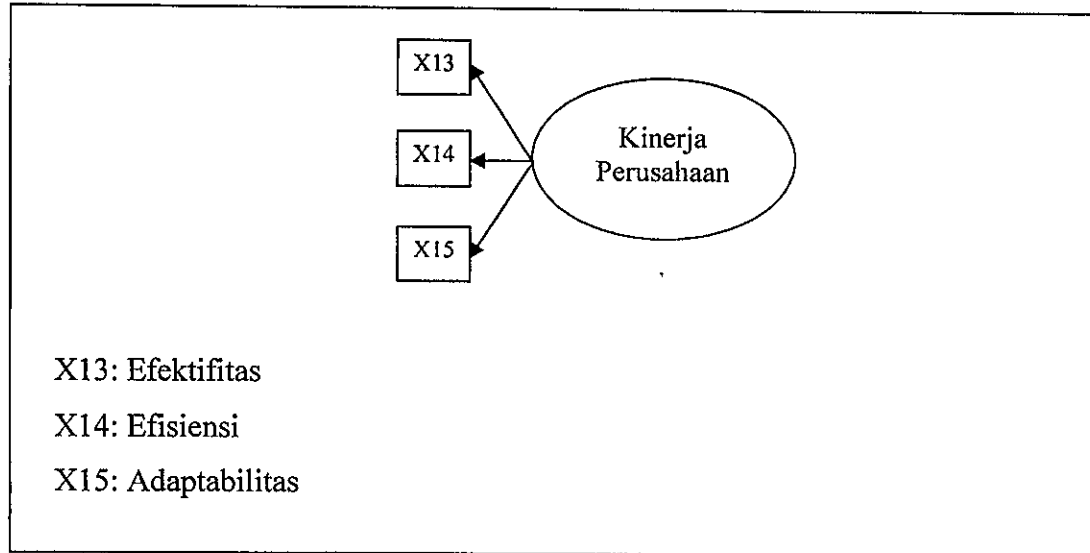 X13
X14
Kinerja
Perusahaan
X15
X13: Efektifitas
X14: Efisiensi
X15: Adaptabilitas